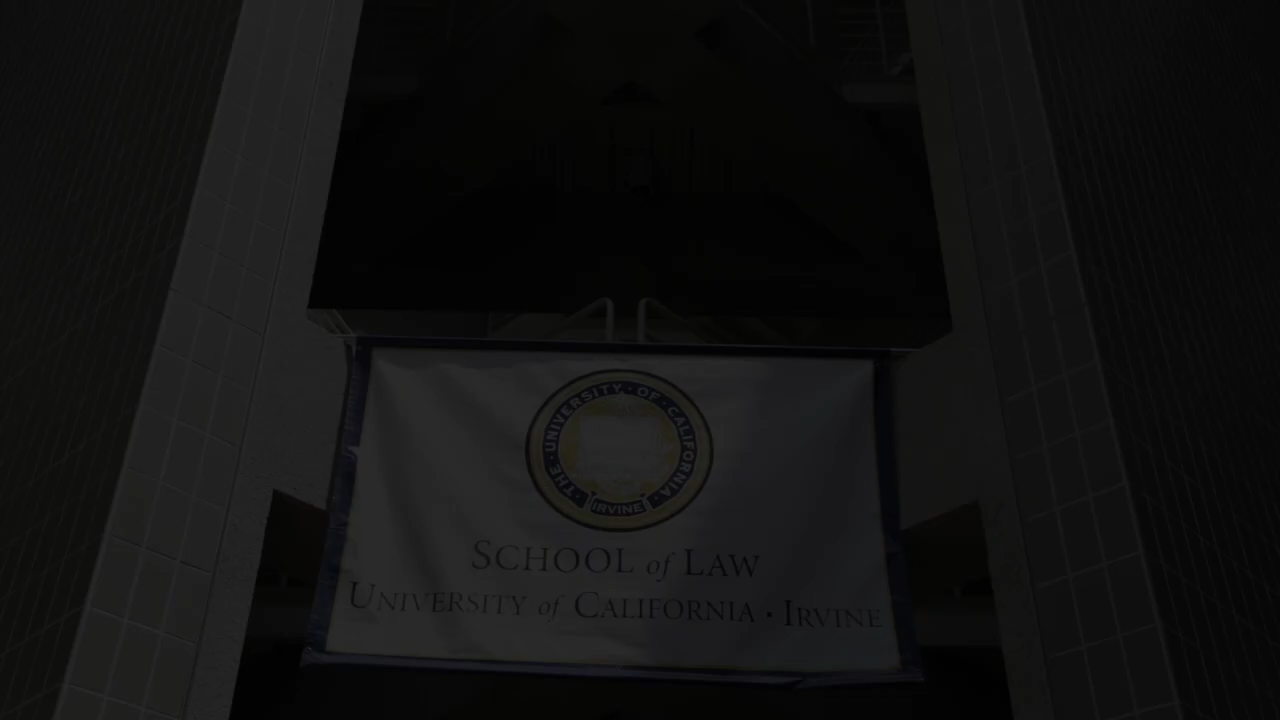 THE · UNIVERSITY · OF · CALIFORNIA ·
IRVINE
SCHOOL of LAW
UNIVERSITY of CALIFORNIA · IRVINE